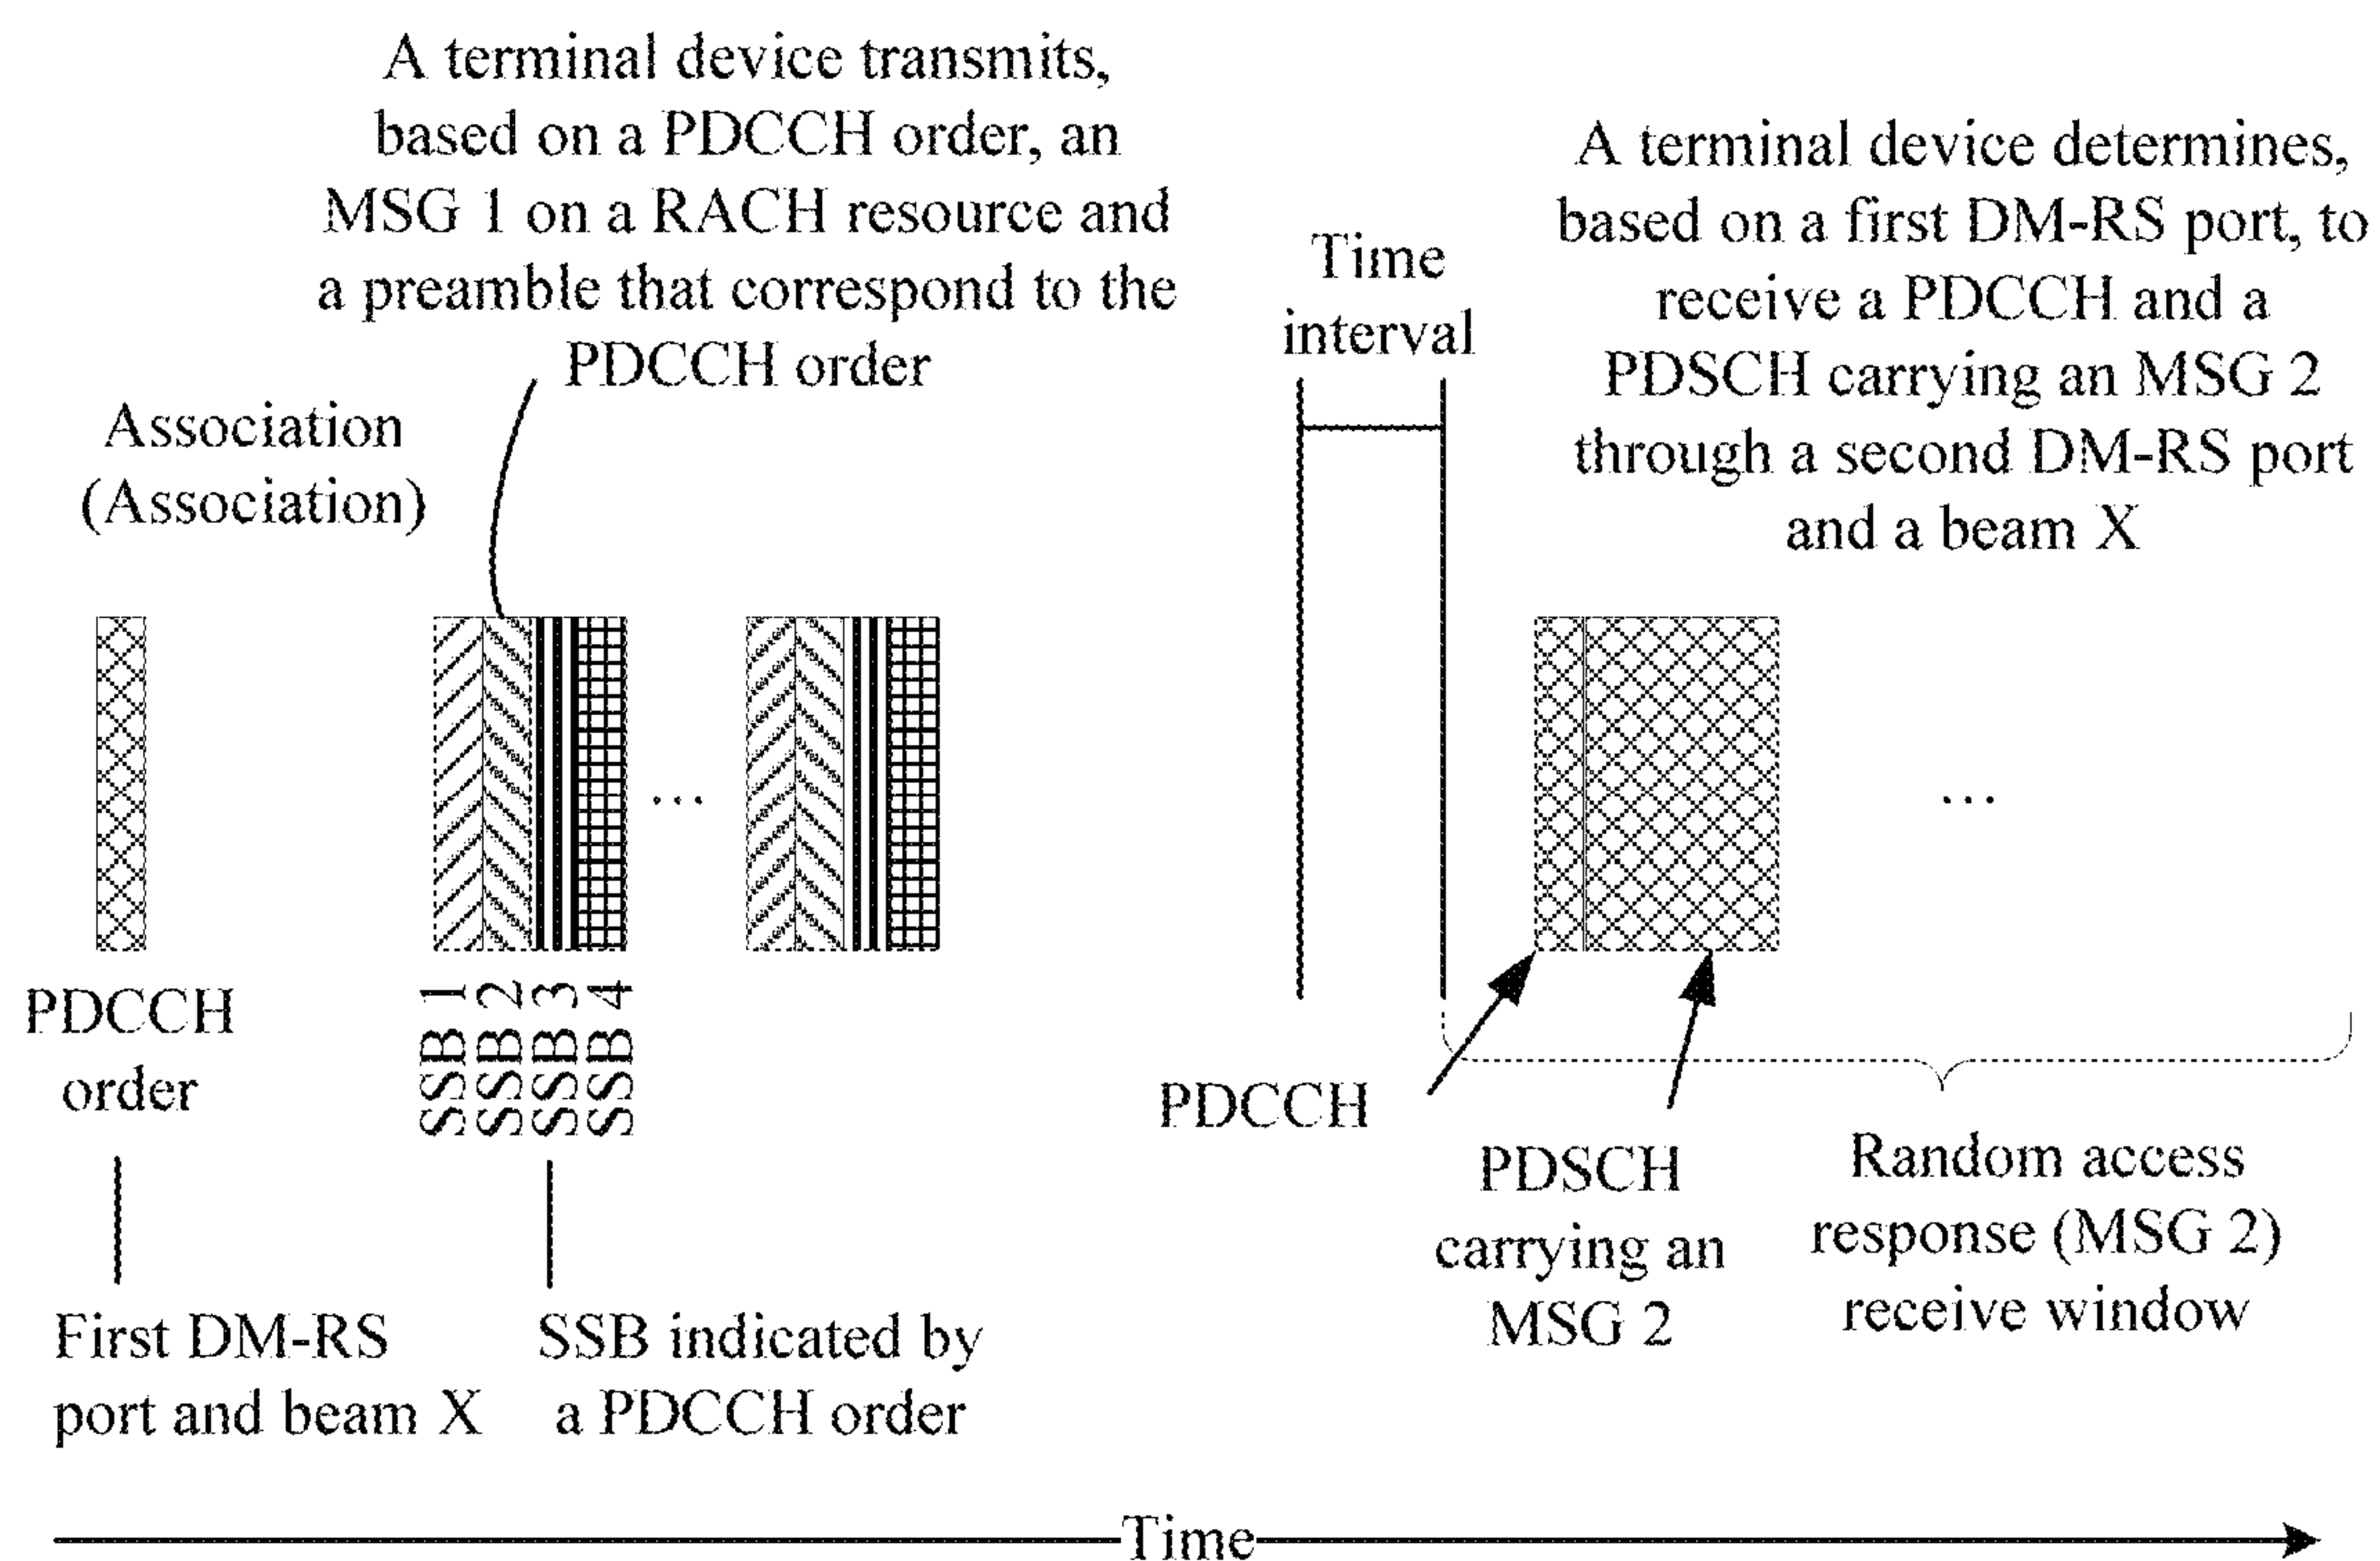 A terminal device transmits,
based on a PDCCH order, an
MSG 1 on a RACH resource and
a preamble that correspond to the
PDCCH order
Association
(Association)
Time
interval
A terminal device determines,
based on a first DM-RS port, to
receive a PDCCH and a
PDSCH carrying an MSG 2
through a second DM-RS port
and a beam X
...
...
PDCCH
order
SSB 1
SSB 2
SSB 3
SSB 4
First DM-RS
port and beam X
SSB indicated by
a PDCCH order
PDCCH
PDSCH
carrying an
MSG 2
Random access
response (MSG 2)
receive window
Time